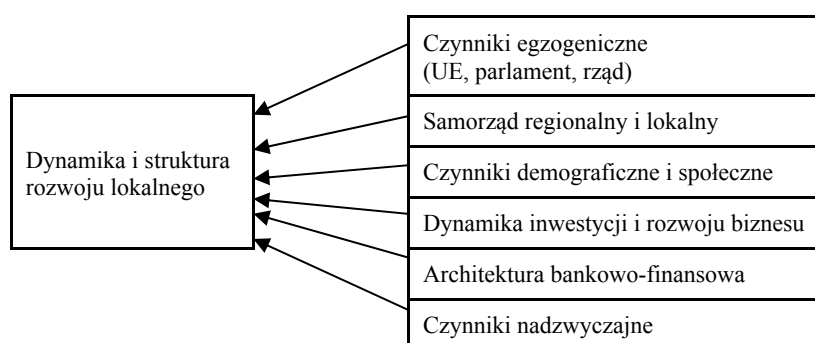 Czynniki egzogeniczne
(UE, parlament, rząd)
Dynamika i struktura
rozwoju lokalnego
Samorząd regionalny i lokalny
Czynniki demograficzne i społeczne
Dynamika inwestycji i rozwoju biznesu
Architektura bankowo-finansowa
Czynniki nadzwyczajne